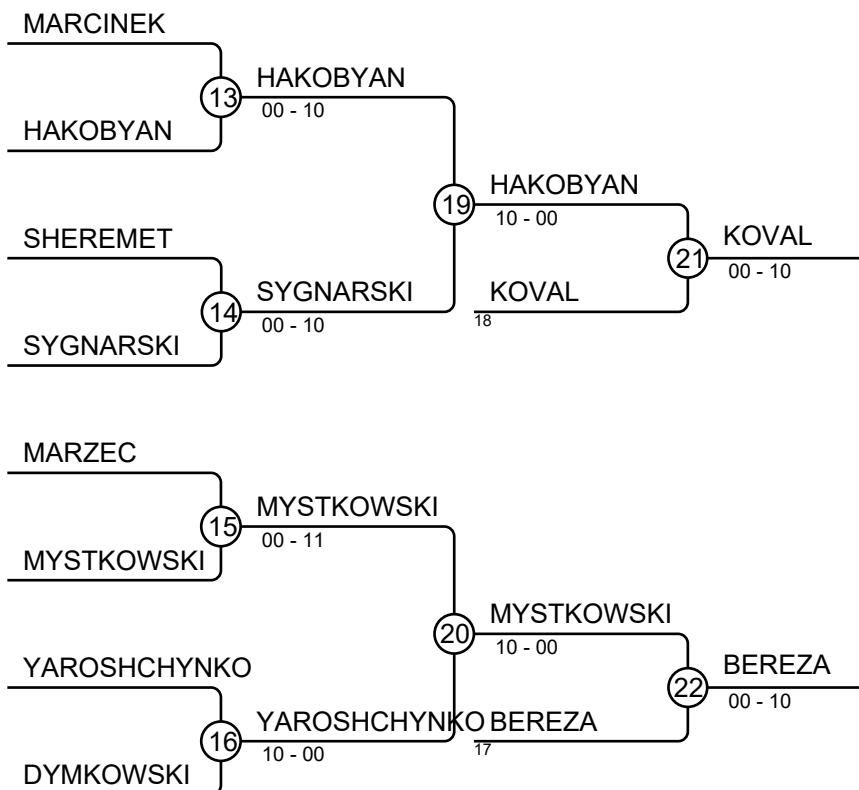 MARCINEK
13
HAKOBYAN
00 - 10
HAKOBYAN
19
HAKOBYAN
10 - 00
SHEREMET
21
KOVAL
00 - 10
14
SYGNARSKI
00 - 10
KOVAL
18
SYGNARSKI
MARZEC
15
MYSTKOWSKI
00 - 11
MYSTKOWSKI
20
MYSTKOWSKI
10 - 00
YAROSHCHYNKO
22
BEREZA
00 - 10
16
YAROSHCHYNKO
10 - 00
BEREZA
17
DYMKOWSKI